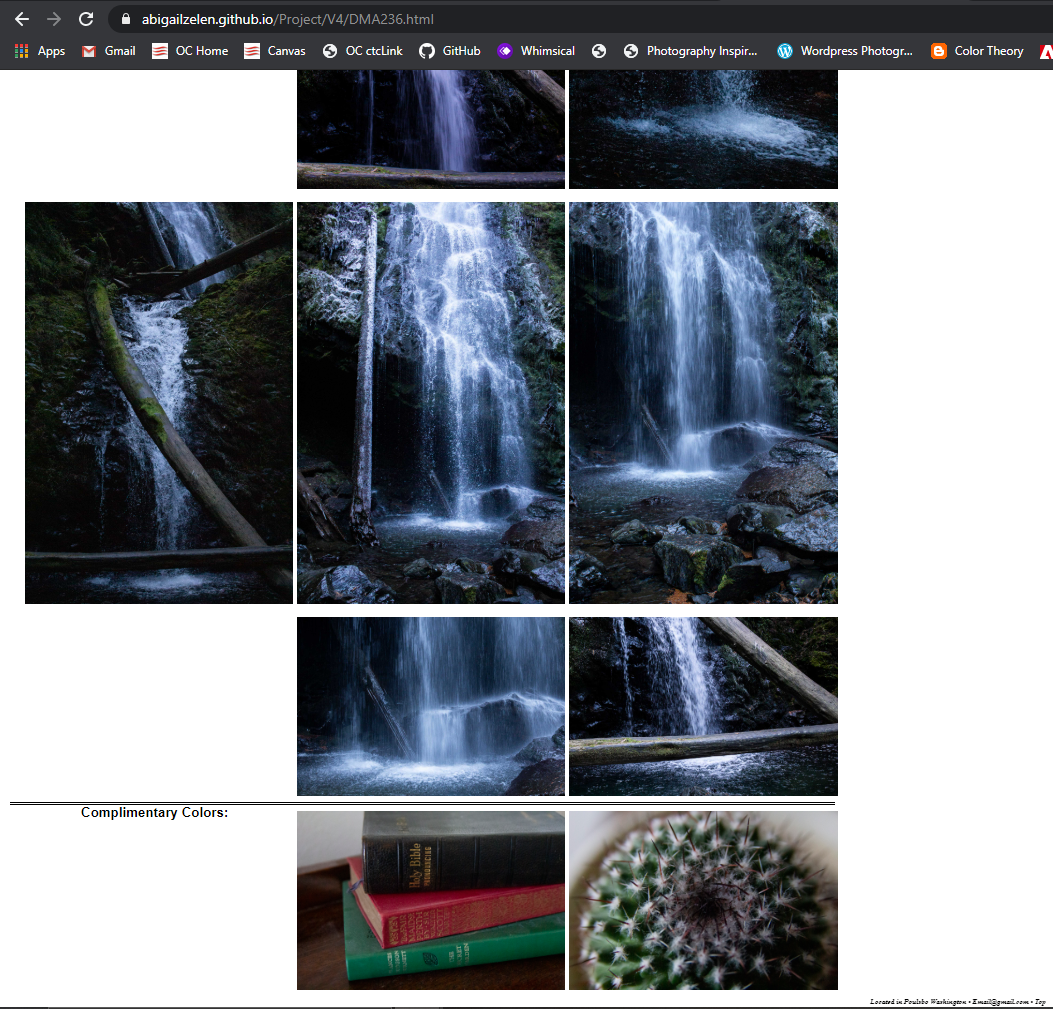 abigailzelen.github.io/Project/V4/DMA236.html
Apps Gmail OC Home Canvas OC ctcLink GitHub Whimsical Photography Inspir... Wordpress Photogr... Color Theory
Complimentary Colors:
Holy Bible
Located in Poulsbo Washington • Email@gmail.com • Top